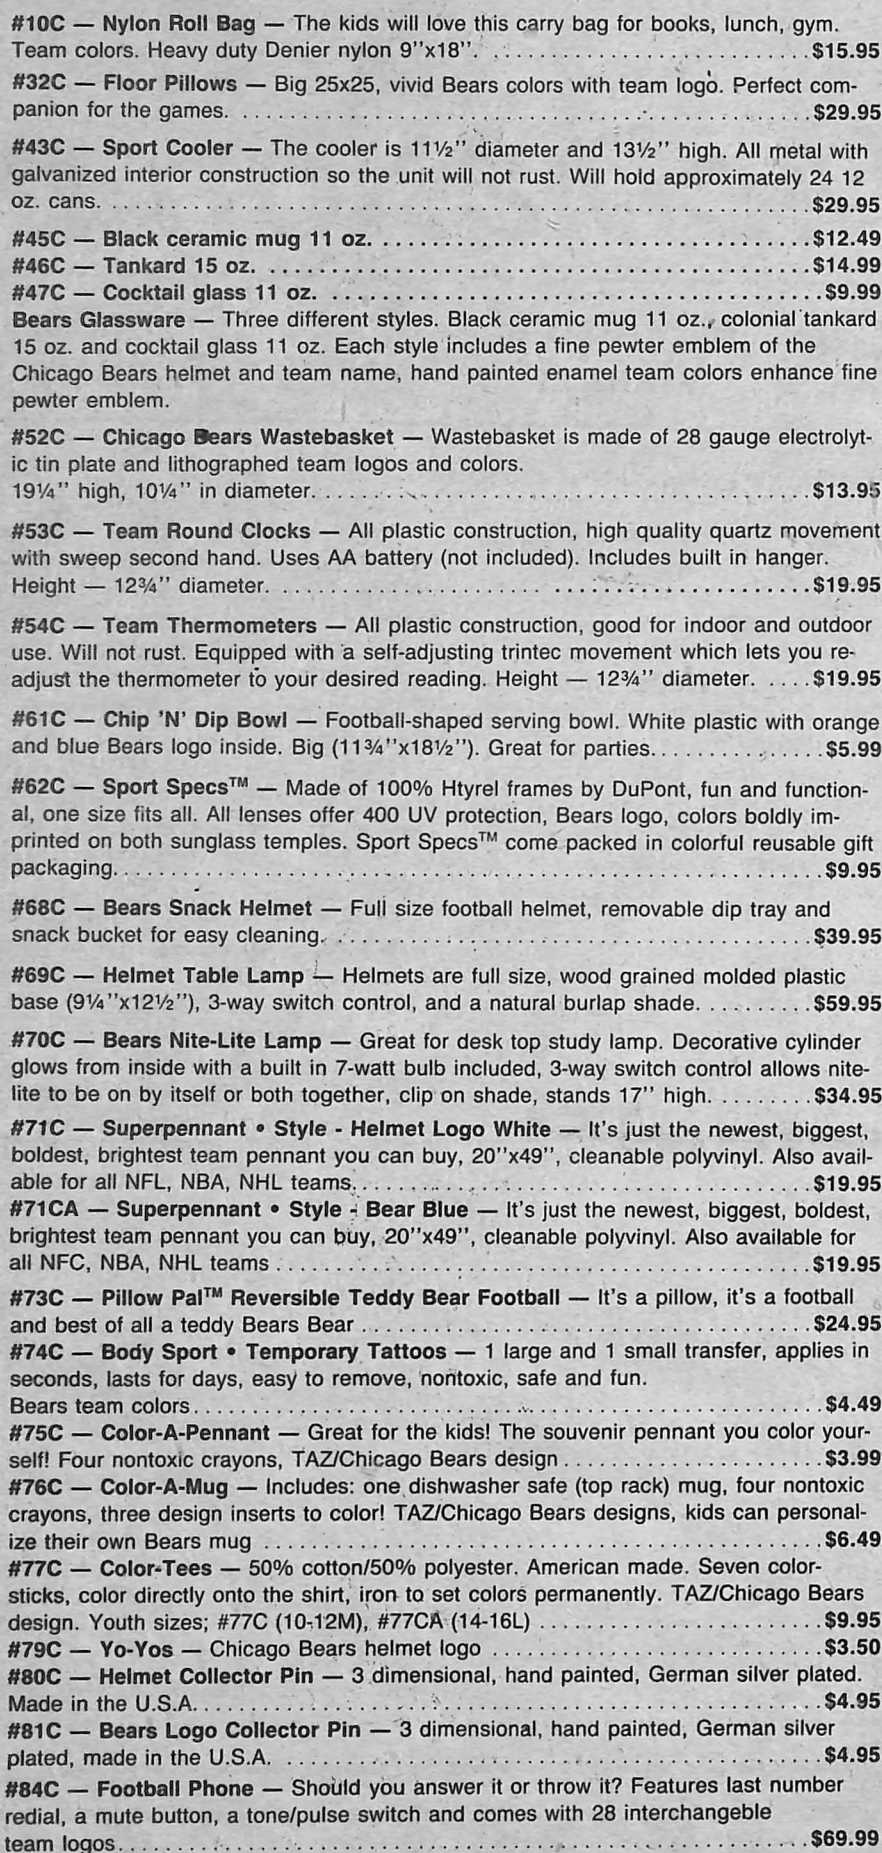 #10C — Nylon Roll Bag — The kids will love this carry bag for books, lunch, gym.
Team colors. Heavy duty Denier nylon 9''x18''. ............................$15.95
#32C — Floor Pillows — Big 25x25, vivid Bears colors with team logo. Perfect com-
panion for the games. ....................................................$29.95
#43C — Sport Cooler — The cooler is 11½'' diameter and 13½'' high. All metal with
galvanized interior construction so the unit will not rust. Will hold approximately 24 12
oz. cans. ................................................................$29.95
#45C — Black ceramic mug 11 oz. ..................................$12.49
#46C — Tankard 15 oz. ..............................................$14.99
#47C — Cocktail glass 11 oz. ........................................$9.99
Bears Glassware — Three different styles. Black ceramic mug 11 oz., colonial tankard
15 oz. and cocktail glass 11 oz. Each style includes a fine pewter emblem of the
Chicago Bears helmet and team name, hand painted enamel team colors enhance fine
pewter emblem.
#52C — Chicago Bears Wastebasket — Wastebasket is made of 28 gauge electrolyt-
ic tin plate and lithographed team logos and colors.
19¼'' high, 10¼'' in diameter. ........................................$13.95
#53C — Team Round Clocks — All plastic construction, high quality quartz movement
with sweep second hand. Uses AA battery (not included). Includes built in hanger.
Height — 12¾'' diameter. ............................................$19.95
#54C — Team Thermometers — All plastic construction, good for indoor and outdoor
use. Will not rust. Equipped with a self-adjusting trintec movement which lets you re-
adjust the thermometer to your desired reading. Height — 12¾'' diameter. ....$19.95
#61C — Chip 'N' Dip Bowl — Football-shaped serving bowl. White plastic with orange
and blue Bears logo inside. Big (11¾''x18½''). Great for parties. .............$5.99
#62C — Sport Specs™ — Made of 100% Htyrel frames by DuPont, fun and function-
al, one size fits all. All lenses offer 400 UV protection, Bears logo, colors boldly im-
printed on both sunglass temples. Sport Specs™ come packed in colorful reusable gift
packaging. ................................................................$9.95
#68C — Bears Snack Helmet — Full size football helmet, removable dip tray and
snack bucket for easy cleaning. ........................................$39.95
#69C — Helmet Table Lamp — Helmets are full size, wood grained molded plastic
base (9¼''x12½''), 3-way switch control, and a natural burlap shade. .........$59.95
#70C — Bears Nite-Lite Lamp — Great for desk top study lamp. Decorative cylinder
glows from inside with a built in 7-watt bulb included, 3-way switch control allows nite-
lite to be on by itself or both together, clip on shade, stands 17'' high. ........$34.95
#71C — Superpennant • Style - Helmet Logo White — It's just the newest, biggest,
boldest, brightest team pennant you can buy, 20''x49'', cleanable polyvinyl. Also avail-
able for all NFL, NBA, NHL teams. .....................................$19.95
#71CA — Superpennant • Style - Bear Blue — It's just the newest, biggest, boldest,
brightest team pennant you can buy, 20''x49'', cleanable polyvinyl. Also available for
all NFC, NBA, NHL teams ............................................$19.95
#73C — Pillow Pal™ Reversible Teddy Bear Football — It's a pillow, it's a football
and best of all a teddy Bears Bear .....................................$24.95
#74C — Body Sport • Temporary Tattoos — 1 large and 1 small transfer, applies in
seconds, lasts for days, easy to remove, nontoxic, safe and fun.
Bears team colors ......................................................$4.49
#75C — Color-A-Pennant — Great for the kids! The souvenir pennant you color your-
self! Four nontoxic crayons, TAZ/Chicago Bears design .....................$3.99
#76C — Color-A-Mug — Includes: one dishwasher safe (top rack) mug, four nontoxic
crayons, three design inserts to color! TAZ/Chicago Bears designs, kids can personal-
ize their own Bears mug ..............................................$6.49
#77C — Color-Tees — 50% cotton/50% polyester. American made. Seven color-
sticks, color directly onto the shirt, iron to set colors permanently. TAZ/Chicago Bears
design. Youth sizes; #77C (10-12M), #77CA (14-16L) .......................$9.95
#79C — Yo-Yos — Chicago Bears helmet logo ............................$3.50
#80C — Helmet Collector Pin — 3 dimensional, hand painted, German silver plated.
Made in the U.S.A. ....................................................$4.95
#81C — Bears Logo Collector Pin — 3 dimensional, hand painted, German silver
plated, made in the U.S.A. ............................................$4.95
#84C — Football Phone — Should you answer it or throw it? Features last number
redial, a mute button, a tone/pulse switch and comes with 28 interchangeble
team logos. ............................................................$69.99